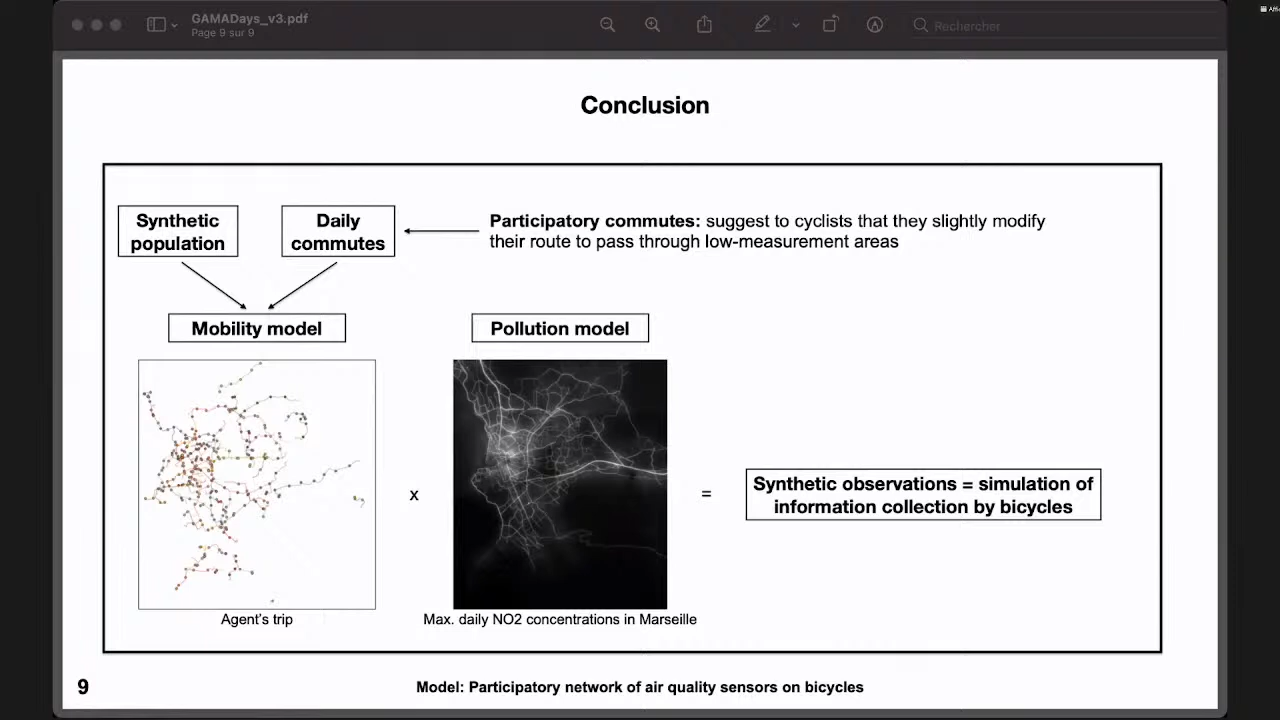 GAMADays_v3.pdf
Page 9 sur 9
Rechercher
Conclusion
Synthetic
population
Daily
commutes
Participatory commutes: suggest to cyclists that they slightly modify
their route to pass through low-measurement areas
Mobility model
Pollution model
x
=
Synthetic observations = simulation of
information collection by bicycles
Agent's trip
Max. daily NO2 concentrations in Marseille
9
Model: Participatory network of air quality sensors on bicycles